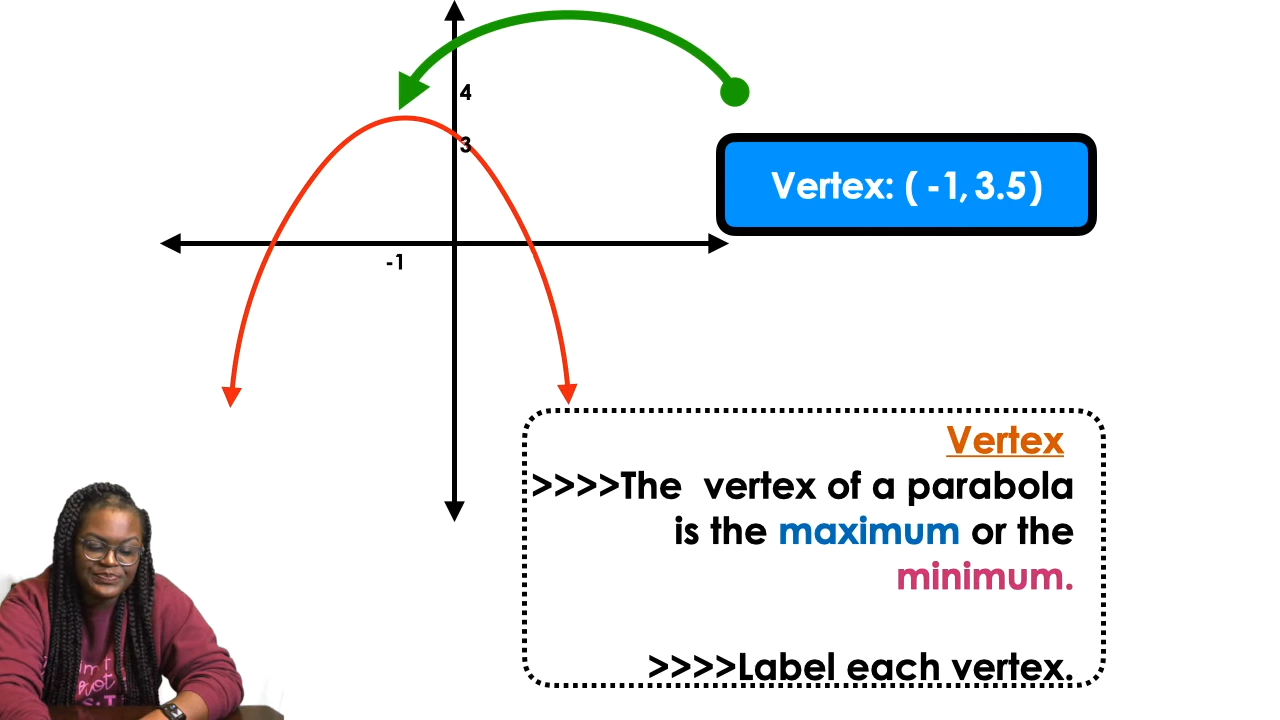 4
3
Vertex: ( -1, 3.5)
-1
Vertex
>>>>The vertex of a parabola
is the maximum or the
minimum.
>>>>Label each vertex.